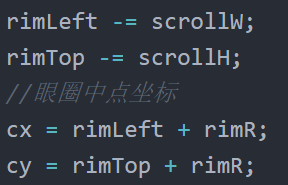 rimLeft -= scrollW;
rimTop -= scrollH;
//眼圈中点坐标
cx = rimLeft + rimR;
cy = rimTop + rimR;